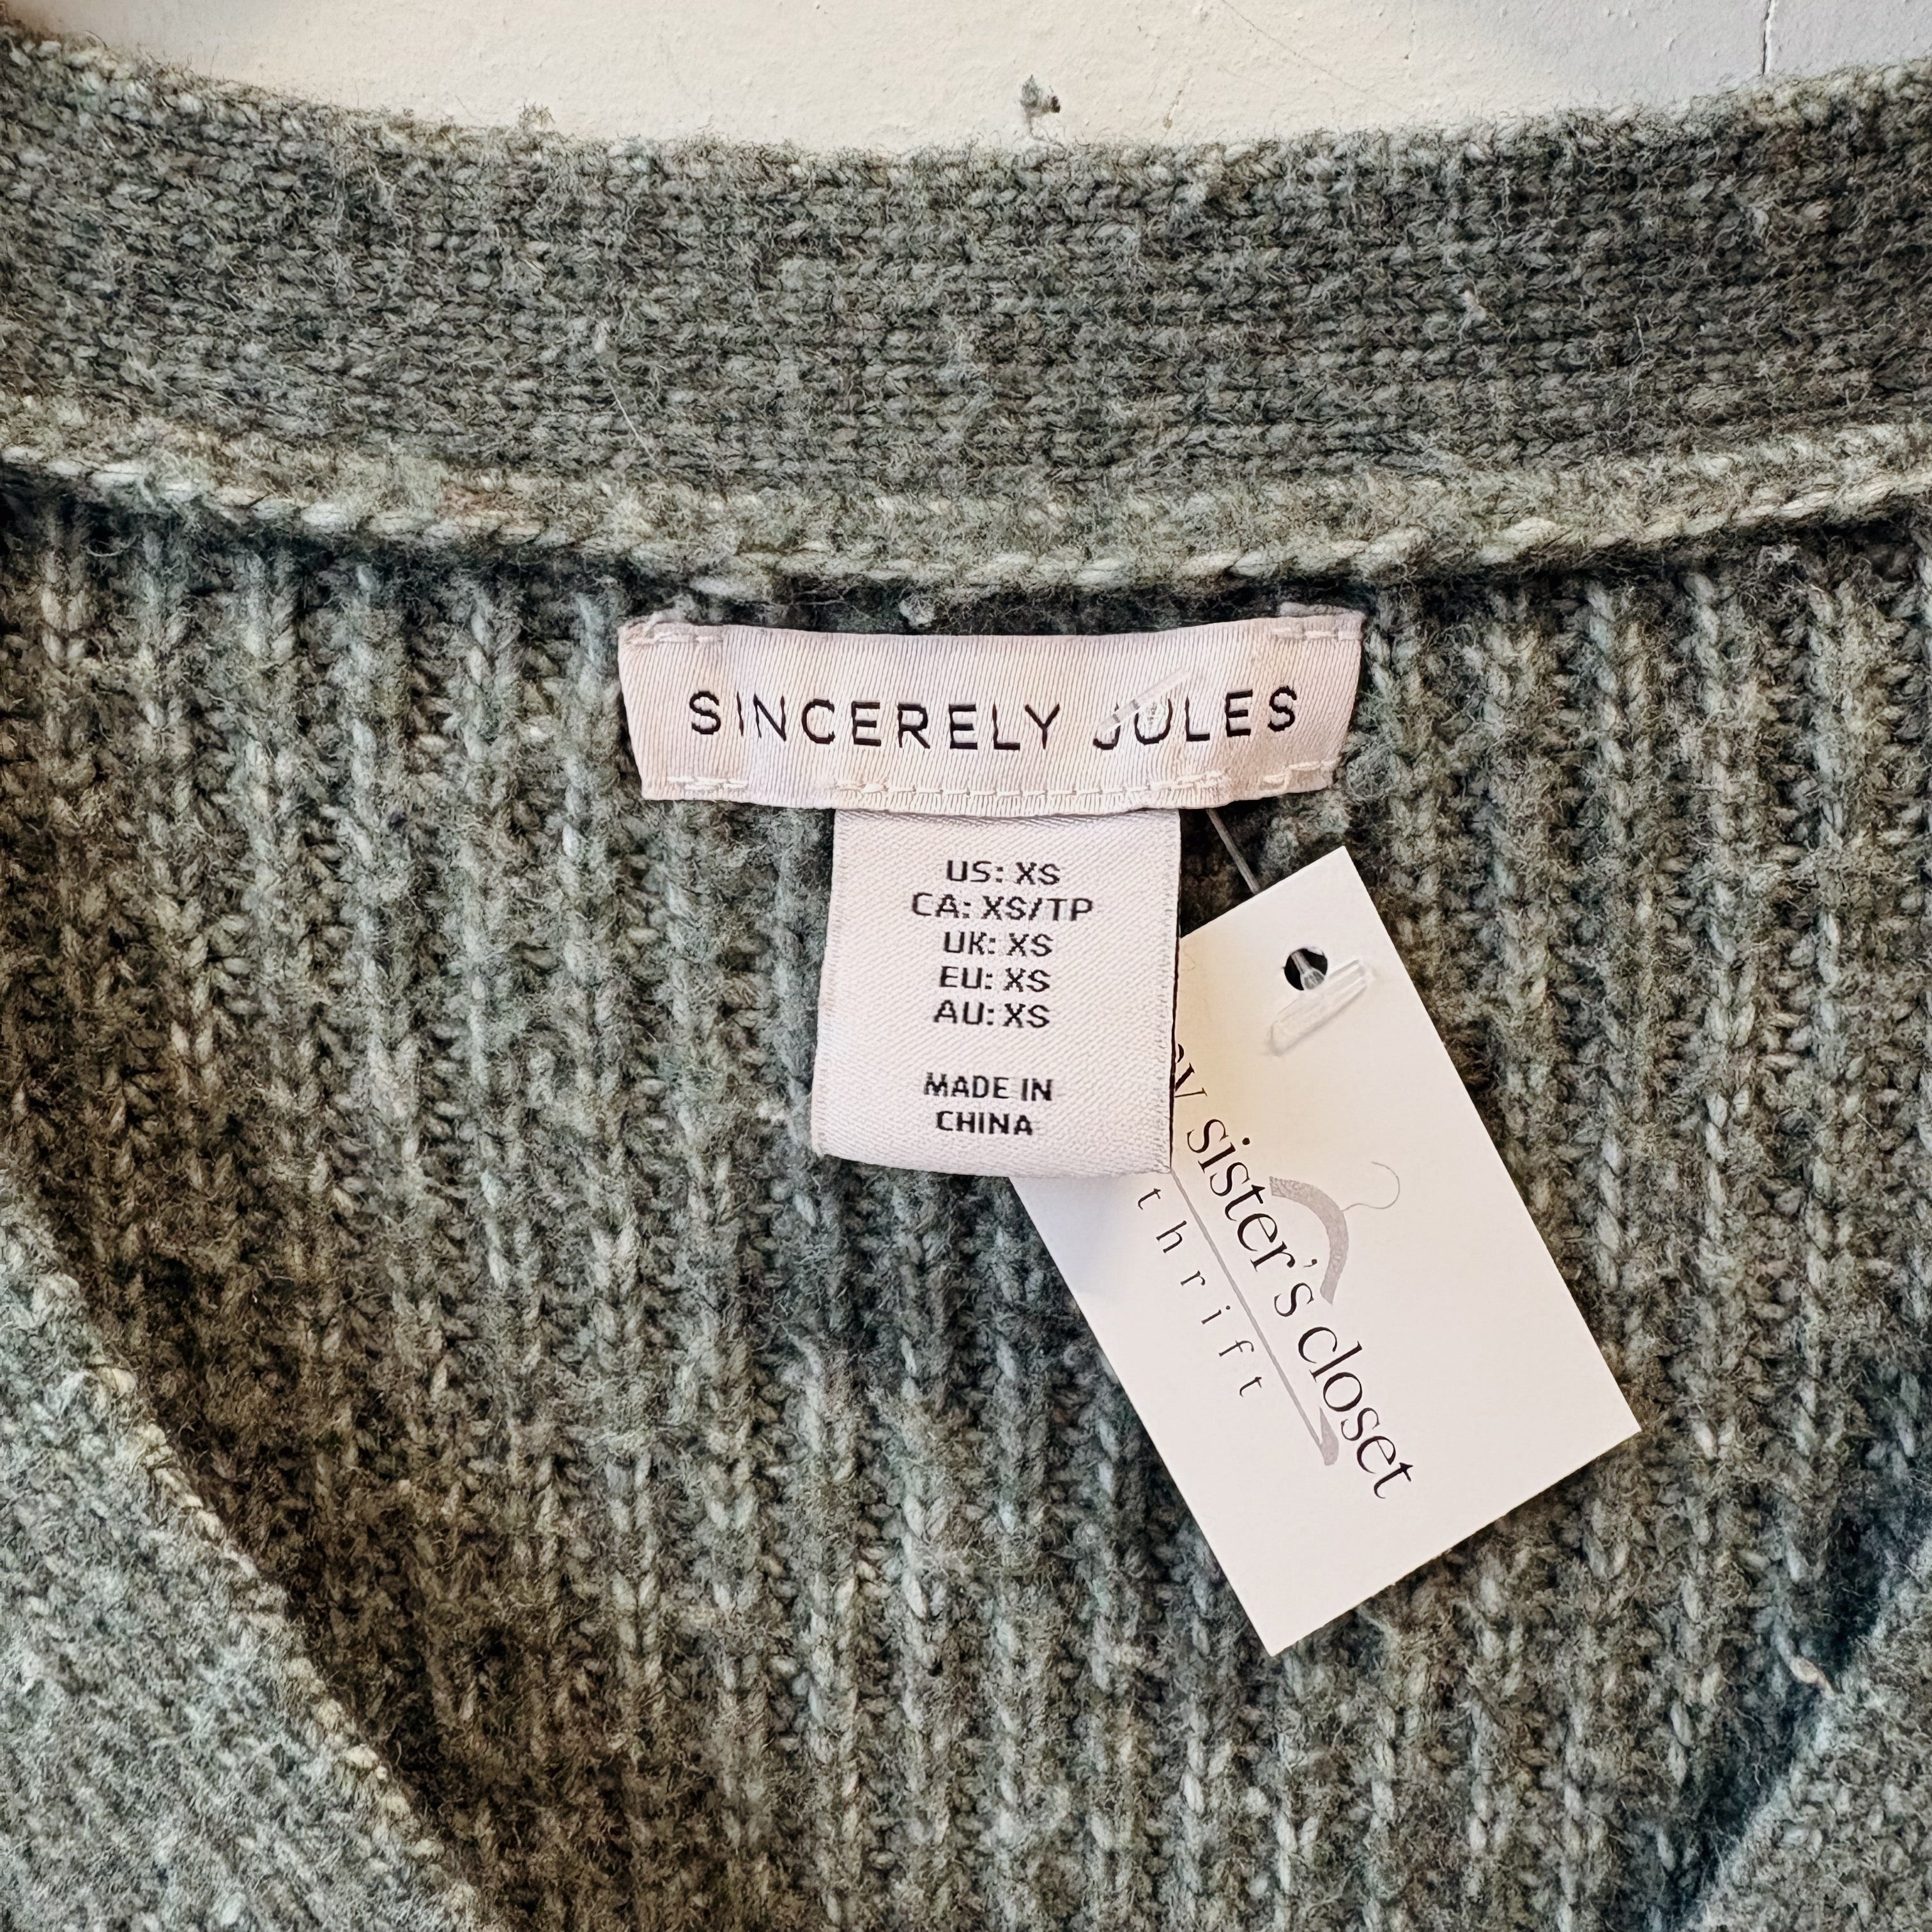 SINCERELY JULES
US: XS
CA: XS/TP
UK: XS
EU: XS
AU: XS
MADE IN
CHINA
sister's closet
thrift